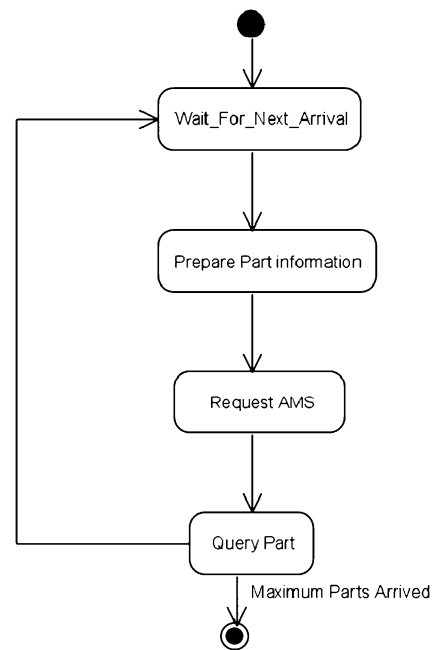 Wait_For_Next_Arrival
Prepare Part information
Request AMS
Query Part
Maximum Parts Arrived